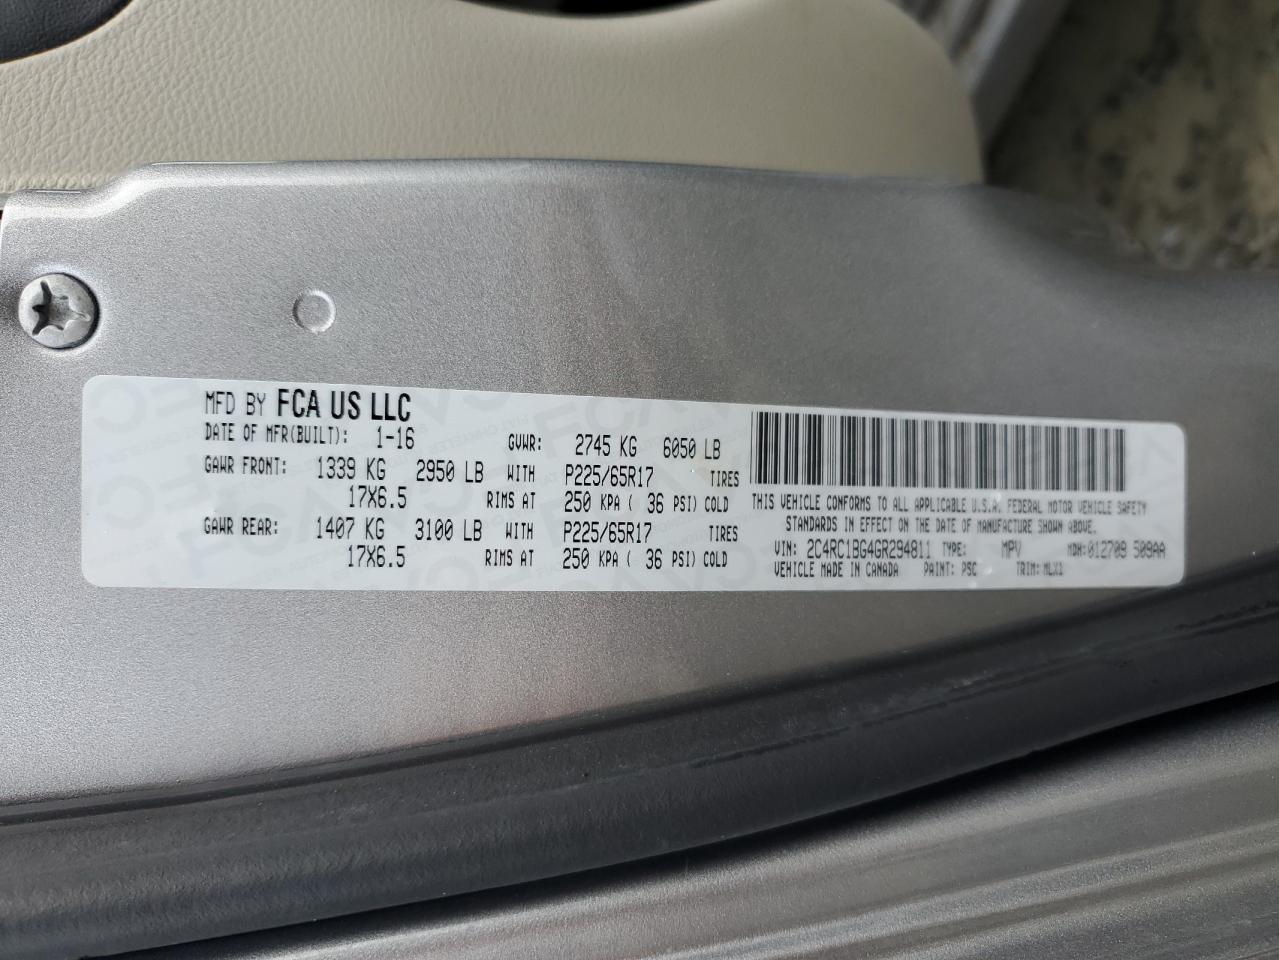 MFD BY FCA US LLC
DATE OF MFR(BUILT): 1-16 GVWR: 2745 KG 6050 LB
GAWR FRONT: 1339 KG 2950 LB WITH P225/65R17 TIRES
17X6.5 RIMS AT 250 KPA ( 36 PSI) COLD
GAWR REAR: 1407 KG 3100 LB WITH P225/65R17 TIRES
17X6.5 RIMS AT 250 KPA ( 36 PSI) COLD
THIS VEHICLE CONFORMS TO ALL APPLICABLE U.S.A. FEDERAL MOTOR VEHICLE SAFETY
STANDARDS IN EFFECT ON THE DATE OF MANUFACTURE SHOWN ABOVE.
VIN: 2C4RC1BG4GR294811 TYPE: MPV MDH:012709 509AA
VEHICLE MADE IN CANADA PAINT: PSC TRIM: MLX1